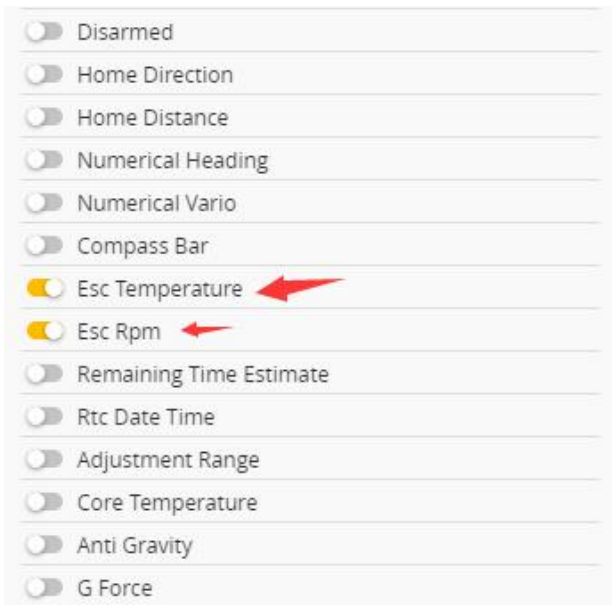 Disarmed
Home Direction
Home Distance
Numerical Heading
Numerical Vario
Compass Bar
Esc Temperature
Esc Rpm
Remaining Time Estimate
Rtc Date Time
Adjustment Range
Core Temperature
Anti Gravity
G Force